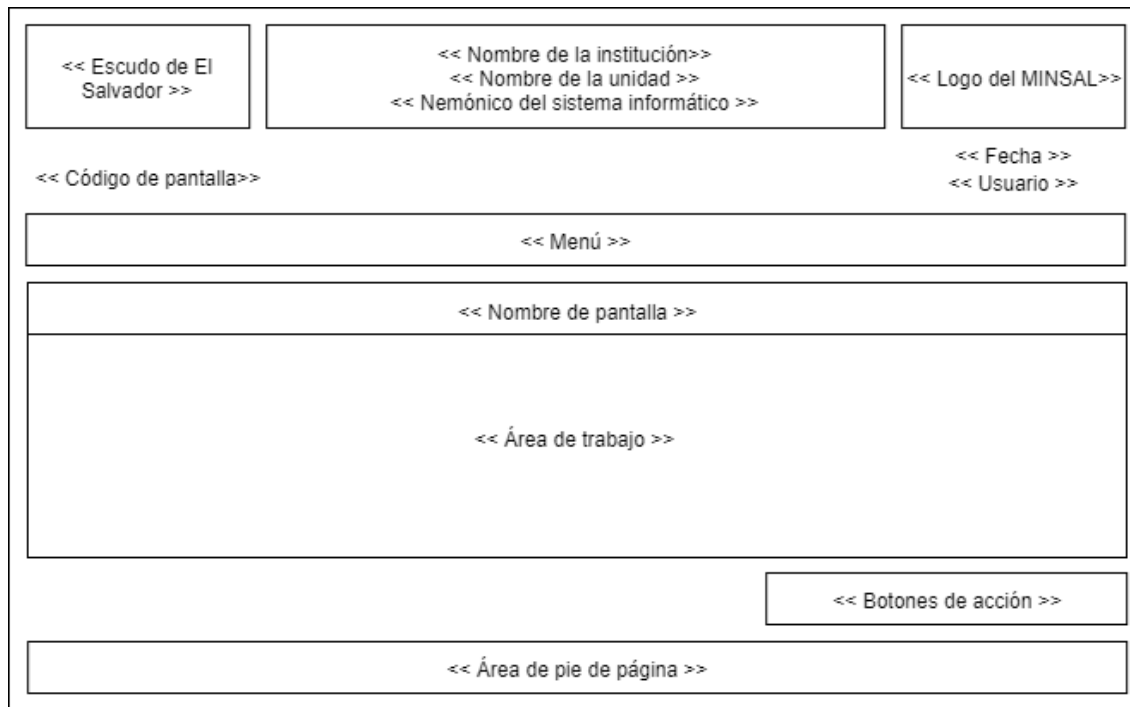 << Escudo de El
Salvador >>
<< Nombre de la institución>>
<< Nombre de la unidad >>
<< Nemónico del sistema informático >>
<< Logo del MINSAL>>
<< Código de pantalla>>
<< Fecha >>
<< Usuario >>
<< Menú >>
<< Nombre de pantalla >>
<< Área de trabajo >>
<< Botones de acción >>
<< Área de pie de página >>